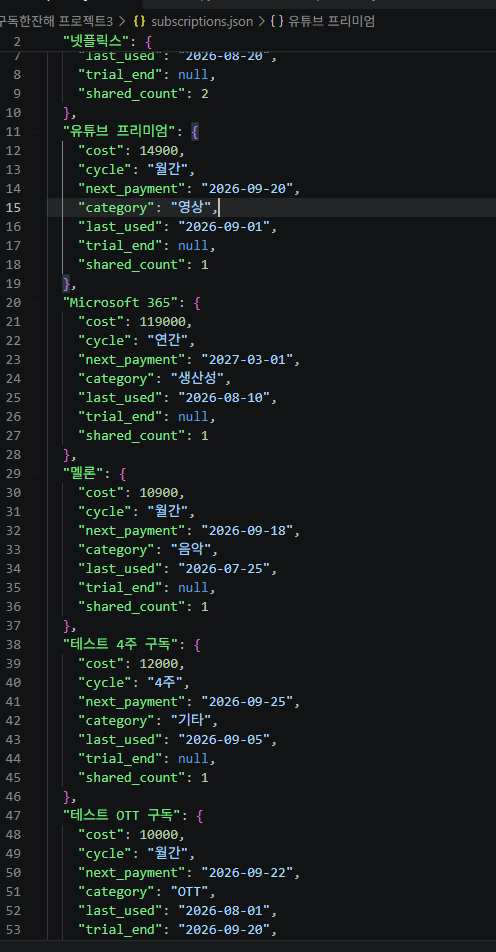 구독한잔해 프로젝트3 > {} subscriptions.json > {} 유튜브 프리미엄
2 "넷플릭스": {
7 "last_used": "2026-08-20",
8 "trial_end": null,
9 "shared_count": 2
10 },
11 "유튜브 프리미엄": {
12 "cost": 14900,
13 "cycle": "월간",
14 "next_payment": "2026-09-20",
15 "category": "영상",
16 "last_used": "2026-09-01",
17 "trial_end": null,
18 "shared_count": 1
19 },
20 "Microsoft 365": {
21 "cost": 119000,
22 "cycle": "연간",
23 "next_payment": "2027-03-01",
24 "category": "생산성",
25 "last_used": "2026-08-10",
26 "trial_end": null,
27 "shared_count": 1
28 },
29 "멜론": {
30 "cost": 10900,
31 "cycle": "월간",
32 "next_payment": "2026-09-18",
33 "category": "음악",
34 "last_used": "2026-07-25",
35 "trial_end": null,
36 "shared_count": 1
37 },
38 "테스트 4주 구독": {
39 "cost": 12000,
40 "cycle": "4주",
41 "next_payment": "2026-09-25",
42 "category": "기타",
43 "last_used": "2026-09-05",
44 "trial_end": null,
45 "shared_count": 1
46 },
47 "테스트 OTT 구독": {
48 "cost": 10000,
49 "cycle": "월간",
50 "next_payment": "2026-09-22",
51 "category": "OTT",
52 "last_used": "2026-08-01",
53 "trial_end": "2026-09-20",